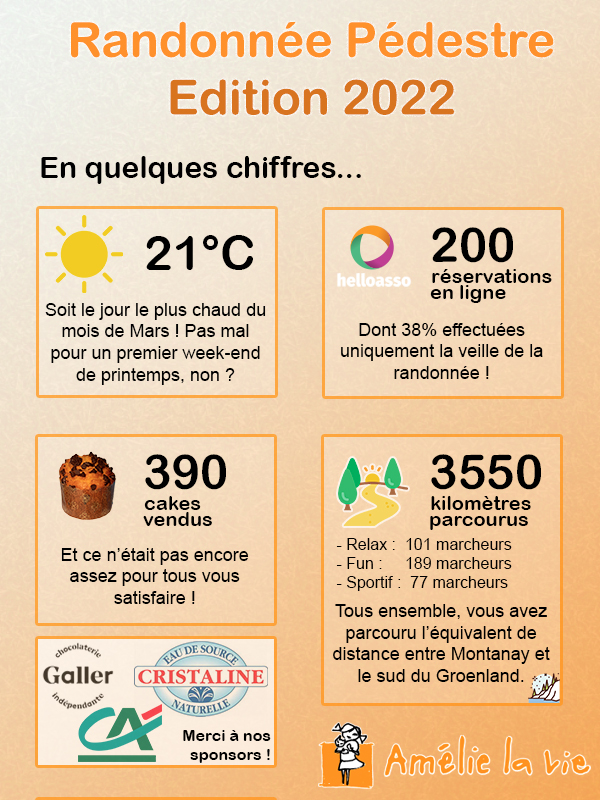 Randonnée Pédestre
Edition 2022
En quelques chiffres...
21°C
Soit le jour le plus chaud du
mois de Mars ! Pas mal
pour un premier week-end
de printemps, non ?
helloasso
200
réservations
en ligne
Dont 38% effectuées
uniquement la veille de la
randonnée !
390
cakes
vendus
Et ce n'était pas encore
assez pour tous vous
satisfaire !
3550
kilomètres
parcourus
- Relax : 101 marcheurs
- Fun : 189 marcheurs
- Sportif : 77 marcheurs
Tous ensemble, vous avez
parcouru l'équivalent de
distance entre Montanay et
le sud du Groenland.
chocolaterie
Galler
indépendante
EAU DE SOURCE
CRISTALINE
NATURELLE
CA
Merci à nos
sponsors !
Amélie la vie